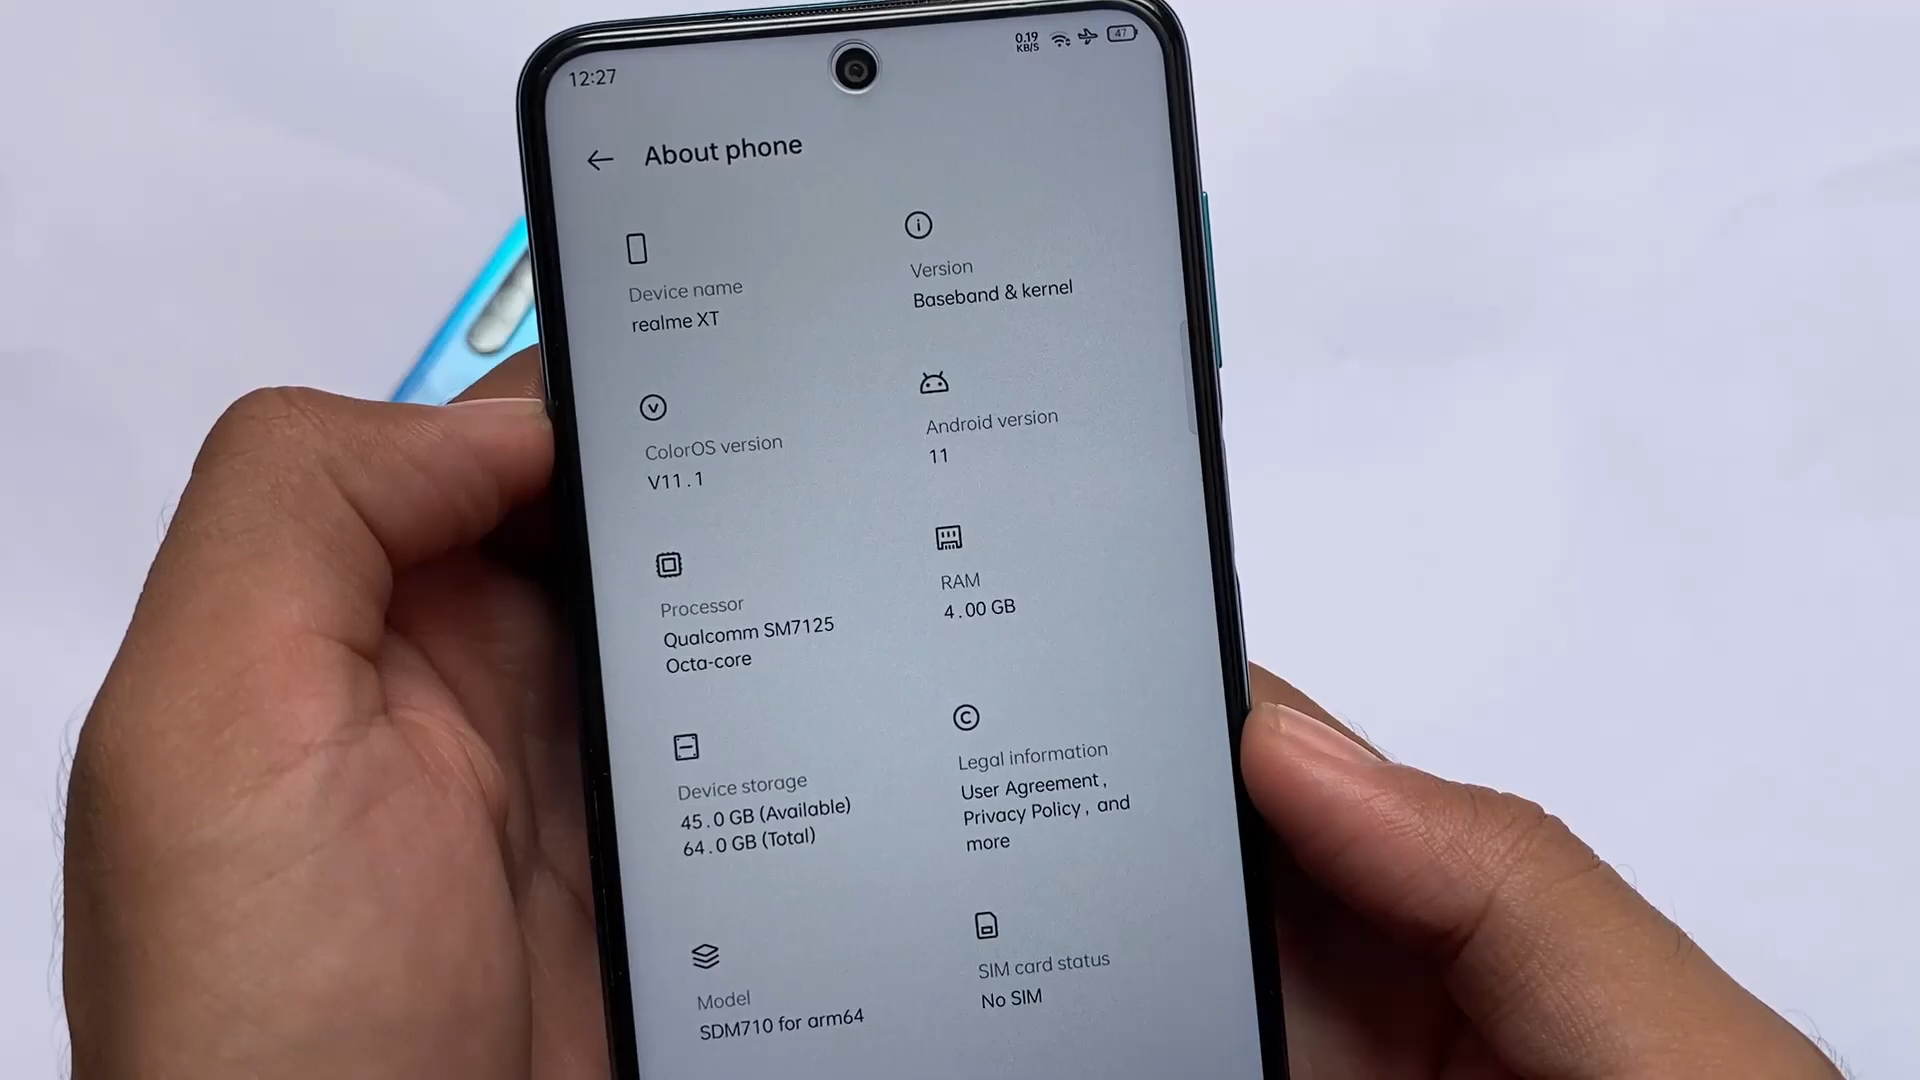 12:27
0.19
KB/S
47
About phone
Device name
realme XT
Version
Baseband & kernel
ColorOS version
V11.1
Android version
11
Processor
Qualcomm SM7125
Octa-core
RAM
4.00 GB
Device storage
45.0 GB (Available)
64.0 GB (Total)
Legal information
User Agreement,
Privacy Policy, and
more
Model
SDM710 for arm64
SIM card status
No SIM